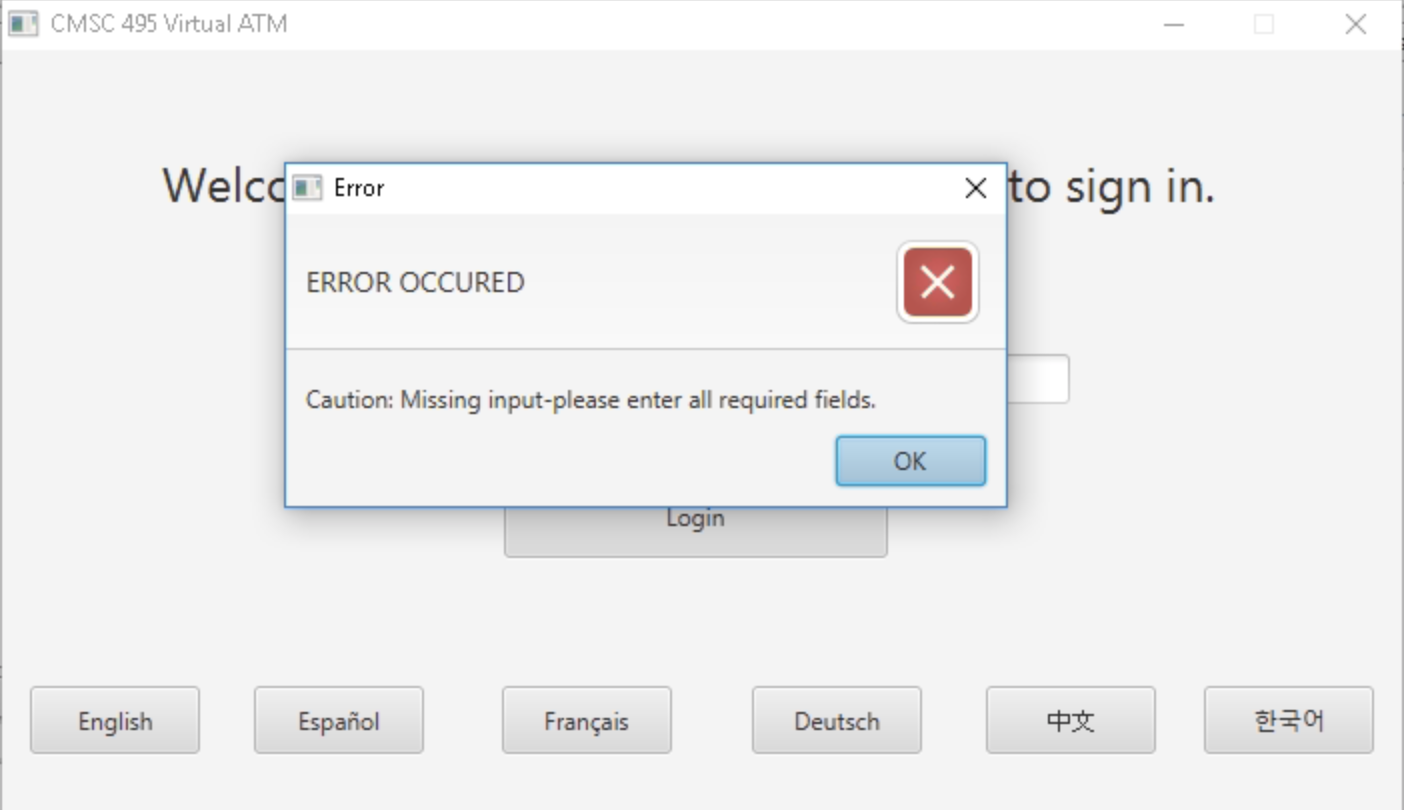 CMSC 495 Virtual ATM
Welco to sign in.
Error
ERROR OCCURED
Caution: Missing input-please enter all required fields.
OK
Login
English Español Français Deutsch 中文 한국어